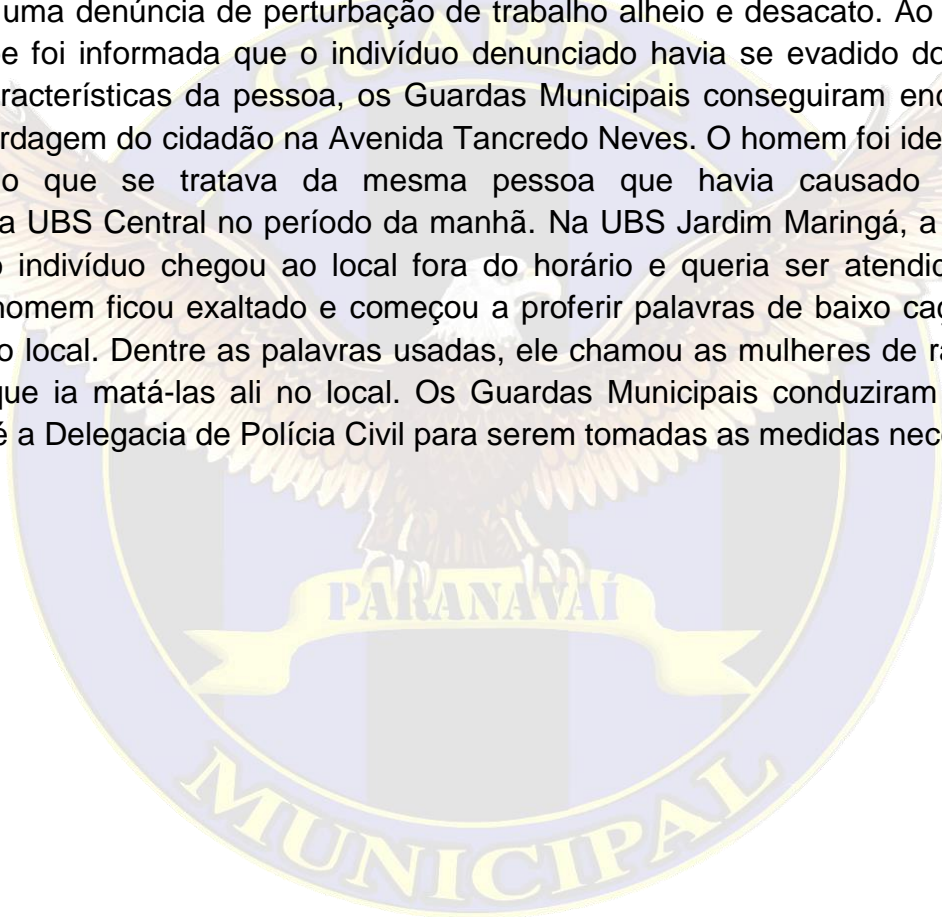 uma denúncia de perturbação de trabalho alheio e desacato. Ao
e foi informada que o indivíduo denunciado havia se evadido do
racterísticas da pessoa, os Guardas Municipais conseguiram
rdagem do cidadão na Avenida Tancredo Neves. O homem foi
o que se tratava da mesma pessoa que havia causado
a UBS Central no período da manhã. Na UBS Jardim Maringá, a
o indivíduo chegou ao local fora do horário e queria ser
homem ficou exaltado e começou a proferir palavras de baixo
o local. Dentre as palavras usadas, ele chamou as mulheres de
que ia matá-las ali no local. Os Guardas Municipais conduziram
é a Delegacia de Polícia Civil para serem tomadas as medidas
GUARDA
PARANAVAÍ
MUNICIPAL